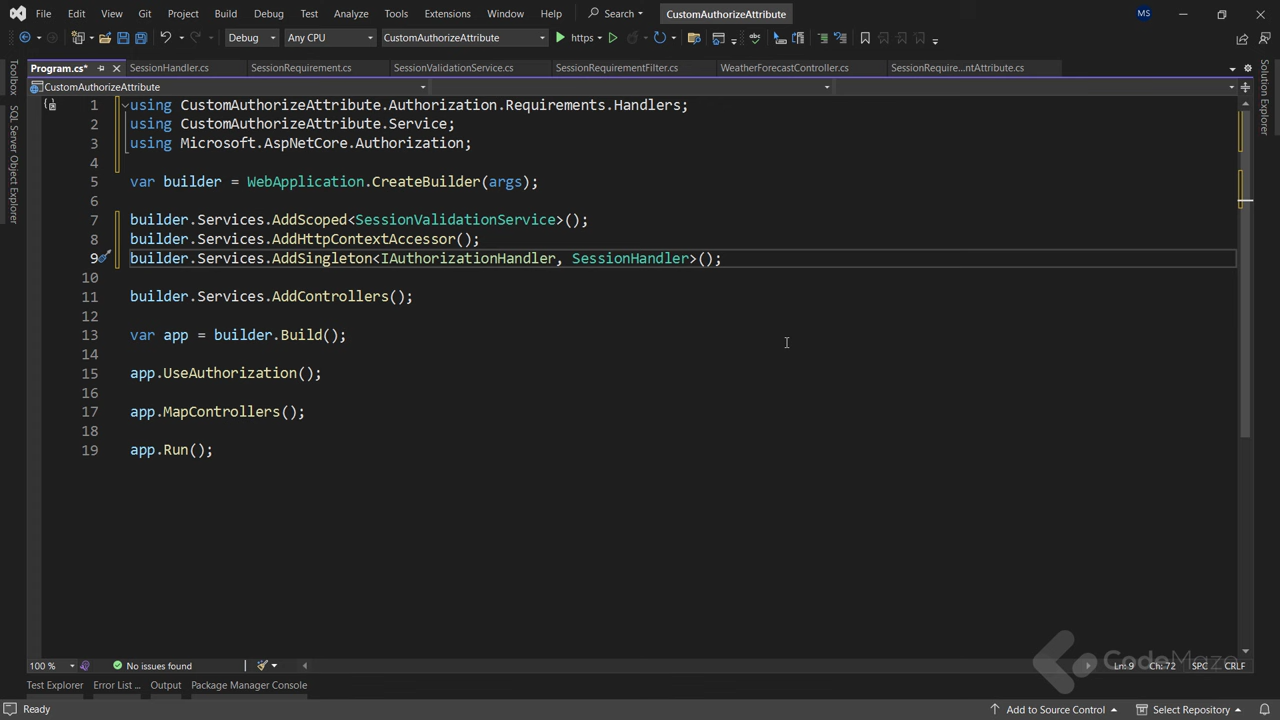 File Edit View Git Project Build Debug Test Analyze Tools Extensions Window Help Search CustomAuthorizeAttribute MS
Debug Any CPU CustomAuthorizeAttribute https
Program.cs* SessionHandler.cs SessionRequirement.cs SessionValidationService.cs SessionRequirementFilter.cs WeatherForecastController.cs SessionRequire...ntAttribute.cs
CustomAuthorizeAttribute
Toolbox
SQL Server Object Explorer
Solution Explorer
1 using CustomAuthorizeAttribute.Authorization.Requirements.Handlers;
2 using CustomAuthorizeAttribute.Service;
3 using Microsoft.AspNetCore.Authorization;
4
5 var builder = WebApplication.CreateBuilder(args);
6
7 builder.Services.AddScoped<SessionValidationService>();
8 builder.Services.AddHttpContextAccessor();
9 builder.Services.AddSingleton<IAuthorizationHandler, SessionHandler>();
10
11 builder.Services.AddControllers();
12
13 var app = builder.Build();
14
15 app.UseAuthorization();
16
17 app.MapControllers();
18
19 app.Run();
100 % No issues found Ln: 9 Ch: 72 SPC CRLF
CodeMaze
Test Explorer Error List ... Output Package Manager Console
Ready Add to Source Control Select Repository